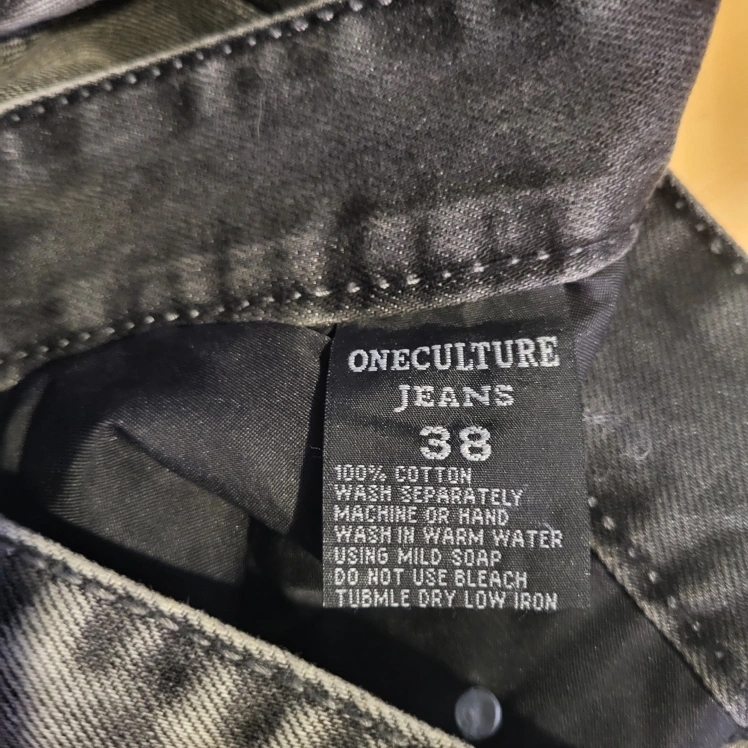 ONECULTURE
JEANS
38
100% COTTON
WASH SEPARATELY
MACHINE OR HAND
WASH IN WARM WATER
USING MILD SOAP
DO NOT USE BLEACH
TUBMLE DRY LOW IRON